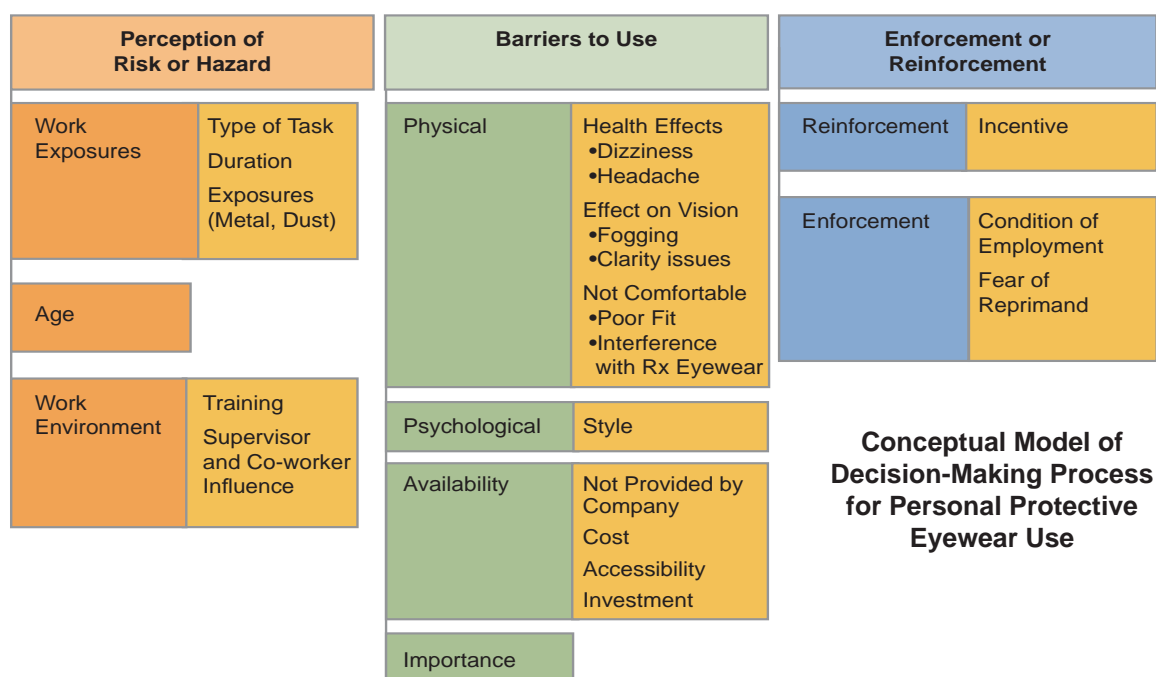 Perception of
Risk or Hazard
Work
Exposures
Type of Task
Duration
Exposures
(Metal, Dust)
Age
Work
Environment
Training
Supervisor
and Co-worker
Influence
Barriers to Use
Physical
Health Effects
•Dizziness
•Headache
Effect on Vision
•Fogging
•Clarity issues
Not Comfortable
•Poor Fit
•Interference
with Rx Eyewear
Psychological
Style
Availability
Not Provided by
Company
Cost
Accessibility
Investment
Importance
Enforcement or
Reinforcement
Reinforcement
Incentive
Enforcement
Condition of
Employment
Fear of
Reprimand
Conceptual Model of
Decision-Making Process
for Personal Protective
Eyewear Use